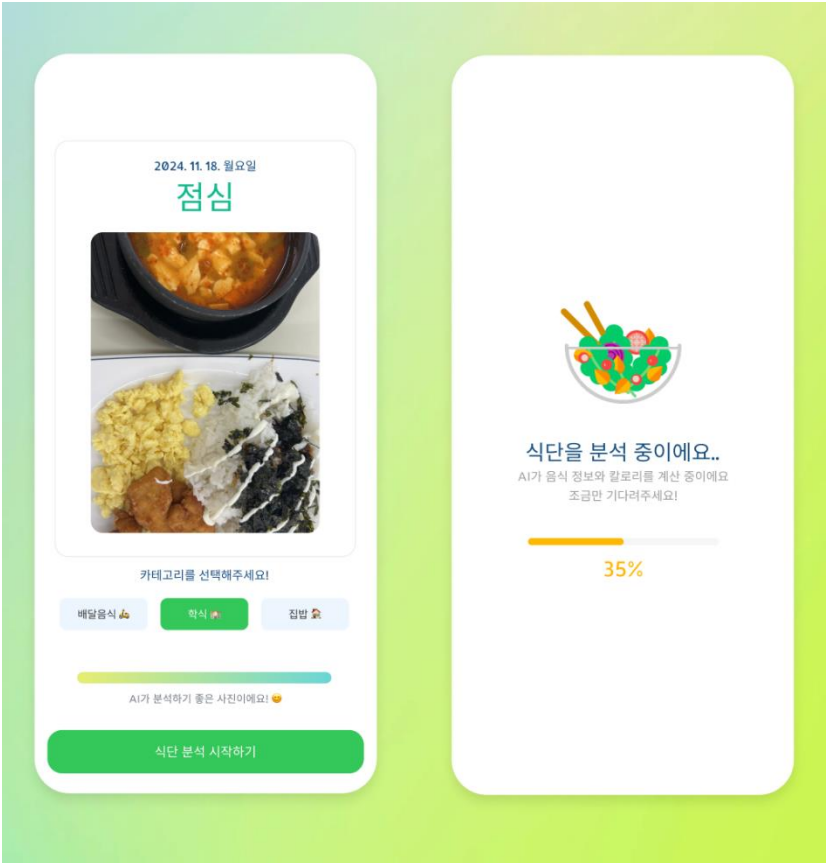 2024. 11. 18. 월요일
점심
카테고리를 선택해주세요!
배달음식 🛵
학식 🏫
집밥 🏠
AI가 분석하기 좋은 사진이에요! 😊
식단 분석 시작하기
식단을 분석 중이에요..
AI가 음식 정보와 칼로리를 계산 중이에요
조금만 기다려주세요!
35%